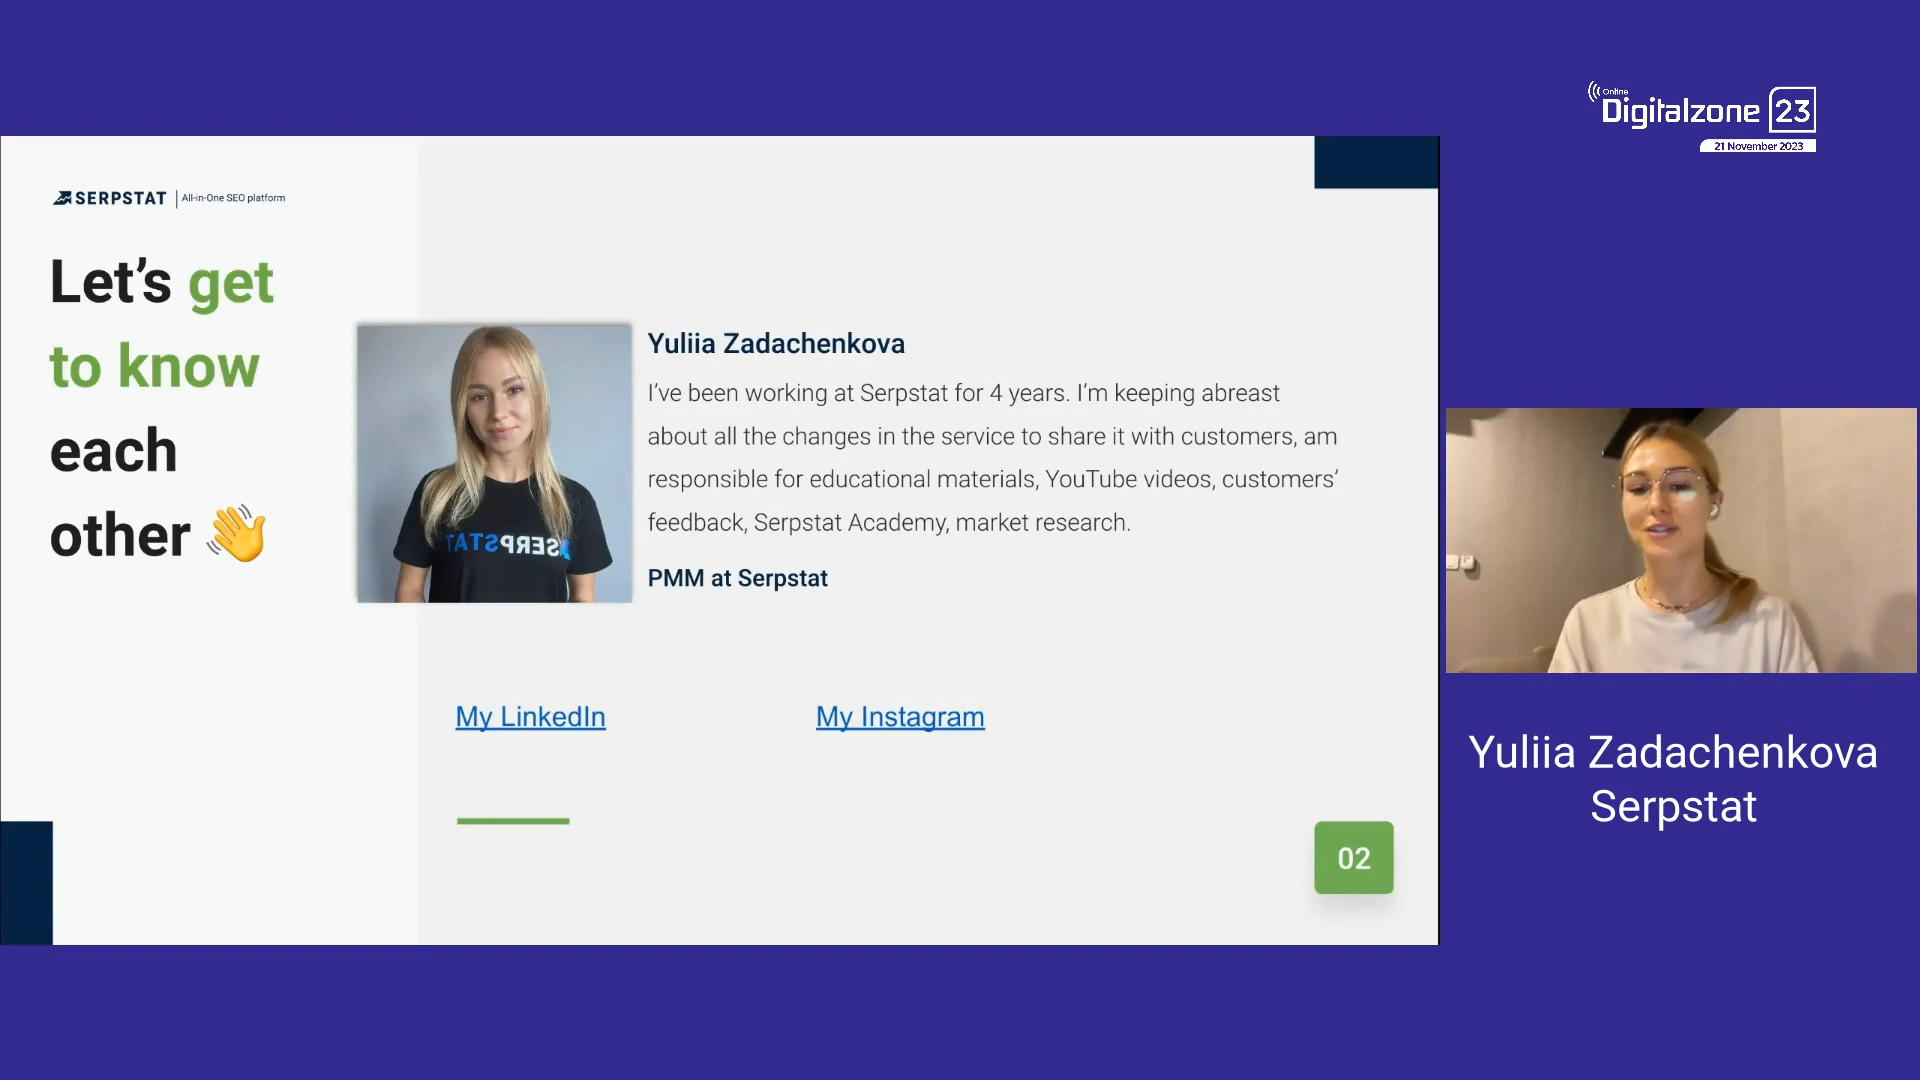 Online
Digitalzone 23
21 November 2023
SERPSTAT All-in-One SEO platform
Let’s get
to know
each
other 👋
SERPSTAT
Yuliia Zadachenkova
I’ve been working at Serpstat for 4 years. I’m keeping abreast
about all the changes in the service to share it with customers, am
responsible for educational materials, YouTube videos, customers’
feedback, Serpstat Academy, market research.
PMM at Serpstat
My LinkedIn
My Instagram
02
Yuliia Zadachenkova
Serpstat